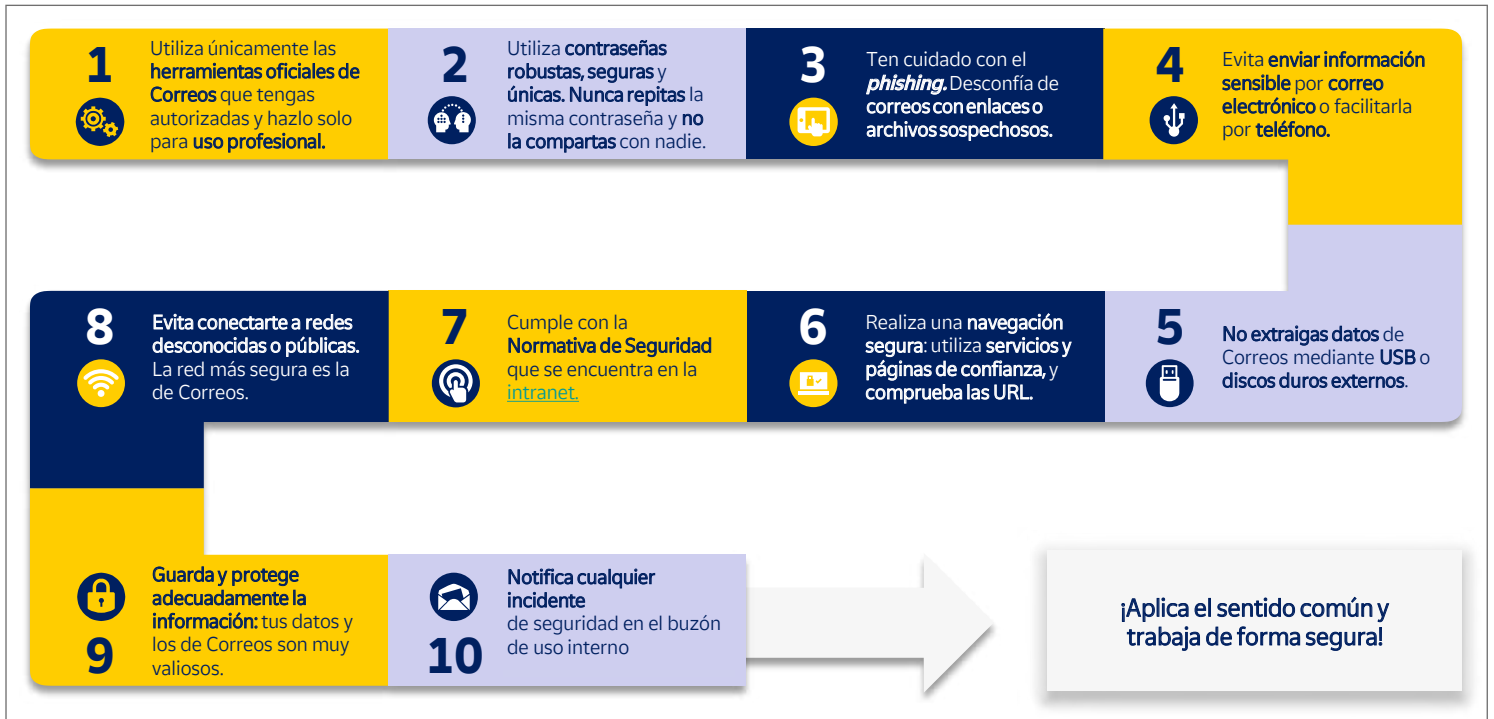 1
Utiliza únicamente las
herramientas oficiales de
Correos que tengas
autorizadas y hazlo solo
para uso profesional.
2
Utiliza contraseñas
robustas, seguras y
únicas. Nunca repitas la
misma contraseña y no
la compartas con nadie.
3
Ten cuidado con el
phishing. Desconfía de
correos con enlaces o
archivos sospechosos.
4
Evita enviar información
sensible por correo
electrónico o facilitarla
por teléfono.
5
No extraigas datos de
Correos mediante USB o
discos duros externos.
6
Realiza una navegación
segura: utiliza servicios y
páginas de confianza, y
comprueba las URL.
7
Cumple con la
Normativa de Seguridad
que se encuentra en la
intranet.
8
Evita conectarte a redes
desconocidas o públicas.
La red más segura es la
de Correos.
9
Guarda y protege
adecuadamente la
información: tus datos y
los de Correos son muy
valiosos.
10
Notifica cualquier
incidente
de seguridad en el buzón
de uso interno
¡Aplica el sentido común y
trabaja de forma segura!